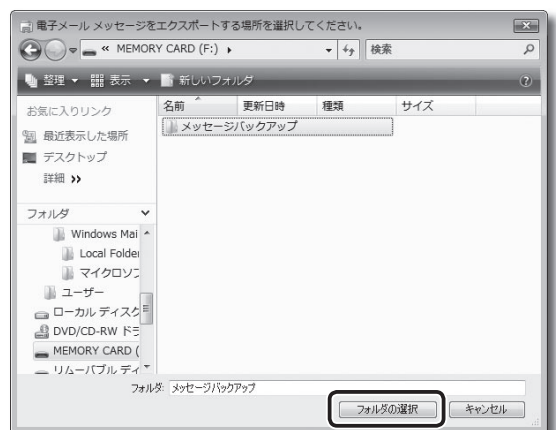 電子メール メッセージをエクスポートする場所を選択してください。
« MEMORY CARD (F:)
検索
整理 表示 新しいフォルダ
お気に入りリンク
名前 更新日時 種類 サイズ
メッセージバックアップ
最近表示した場所
デスクトップ
詳細 »
フォルダ
Windows Mai
Local Folde
マイクロソフ
ユーザー
ローカル ディスク
DVD/CD-RW ドラ
MEMORY CARD (
リムーバブル ディ
フォルダ: メッセージバックアップ
フォルダの選択 キャンセル